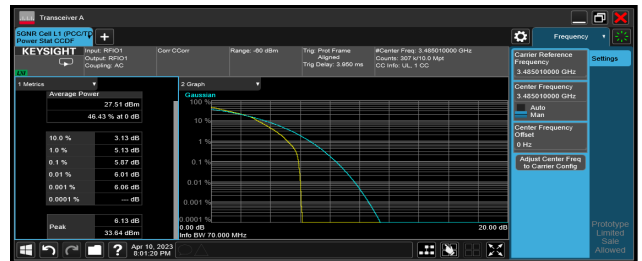 Transceiver A
5GNR Cell L1 (PCC/TD
Power Stat CCDF
Frequency
KEYSIGHT
Input: RFIO1
Output: RFIO1
Coupling: AC
Corr CCorr
Range: -60 dBm
Trig: Prot Frame
Aligned
Trig Delay: 3.950 ms
#Center Freq: 3.485010000 GHz
Counts: 307 k/10.0 Mpt
CC Info: UL, 1 CC
LU
1 Metrics
Average Power
27.51 dBm
46.43 % at 0 dB
10.0 % 3.13 dB
1.0 % 5.13 dB
0.1 % 5.87 dB
0.01 % 6.01 dB
0.001 % 6.06 dB
0.0001 % --- dB
Peak
6.13 dB
33.64 dBm
2 Graph
Gaussian
100 %
10 %
1 %
0.1 %
0.01 %
0.001 %
0.0001 %
0.00 dB
20.00 dB
Info BW 70.000 MHz
Carrier Reference
Frequency
3.485010000 GHz
Center Frequency
3.485010000 GHz
Auto
Man
Center Frequency
Offset
0 Hz
Adjust Center Freq
to Carrier Config
Settings
Prototype
Limited
Sale
Allowed
?
Apr 10, 2023
8:01:20 PM